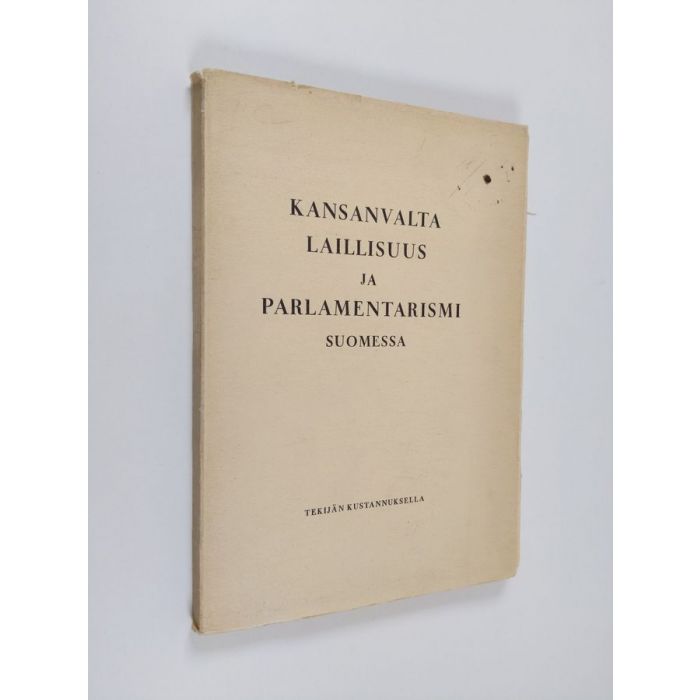 KANSANVALTA
LAILLISUUS
JA
PARLAMENTARISMI
SUOMESSA
TEKIJÄN KUSTANNUKSELLA